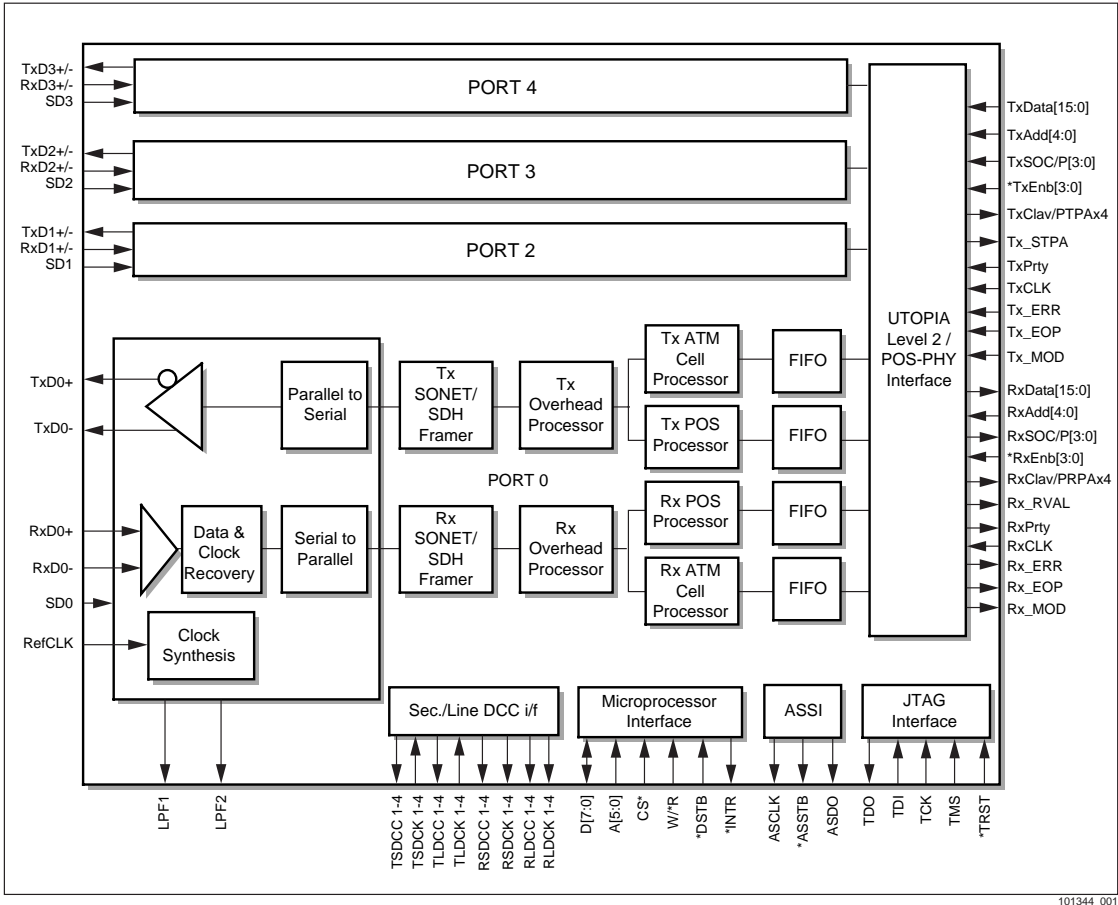 TxD3+/-
RxD3+/-
SD3
PORT 4
TxD2+/-
RxD2+/-
SD2
PORT 3
TxD1+/-
RxD1+/-
SD1
PORT 2
TxD0+
TxD0-
Parallel to
Serial
Tx
SONET/
SDH
Framer
Tx
Overhead
Processor
Tx ATM
Cell
Processor
FIFO
Tx POS
Processor
FIFO
PORT 0
RxD0+
RxD0-
SD0
RefCLK
Data &
Clock
Recovery
Serial to
Parallel
Rx
SONET/
SDH
Framer
Rx
Overhead
Processor
Rx POS
Processor
FIFO
Rx ATM
Cell
Processor
FIFO
Clock
Synthesis
UTOPIA
Level 2 /
POS-PHY
Interface
TxData[15:0]
TxAdd[4:0]
TxSOC/P[3:0]
*TxEnb[3:0]
TxClav/PTPAx4
Tx_STPA
TxPrty
TxCLK
Tx_ERR
Tx_EOP
Tx_MOD
RxData[15:0]
RxAdd[4:0]
RxSOC/P[3:0]
*RxEnb[3:0]
RxClav/PRPAx4
Rx_RVAL
RxPrty
RxCLK
Rx_ERR
Rx_EOP
Rx_MOD
Sec./Line DCC i/f
Microprocessor
Interface
ASSI
JTAG
Interface
LPF1
LPF2
TSDCC 1-4
TSDCK 1-4
TLDCC 1-4
TLDCK 1-4
RSDCC 1-4
RSDCK 1-4
RLDCC 1-4
RLDCK 1-4
D[7:0]
A[5:0]
CS*
W/*R
*DSTB
*INTR
ASCLK
*ASSTB
ASDO
TDO
TDI
TCK
TMS
*TRST
101344_001